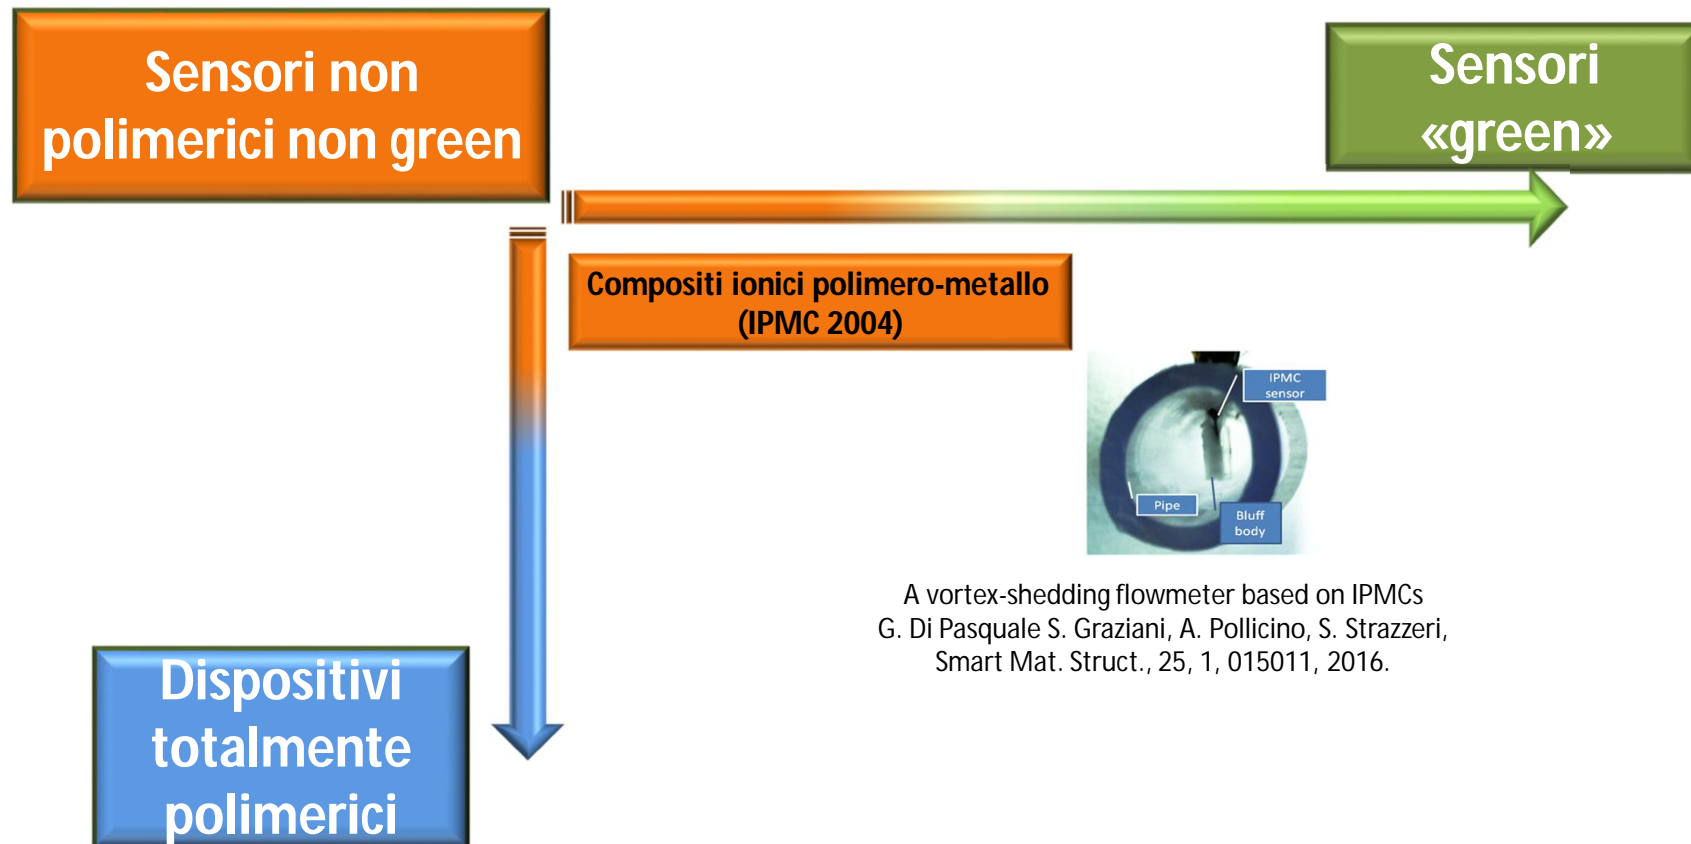 Sensori non
polimerici non green
Sensori
«green»
Compositi ionici polimero-metallo
(IPMC 2004)
IPMC
sensor
Pipe
Bluff
body
A vortex-shedding flowmeter based on IPMCs
G. Di Pasquale S. Graziani, A. Pollicino, S. Strazzeri,
Smart Mat. Struct., 25, 1, 015011, 2016.
Dispositivi
totalmente
polimerici